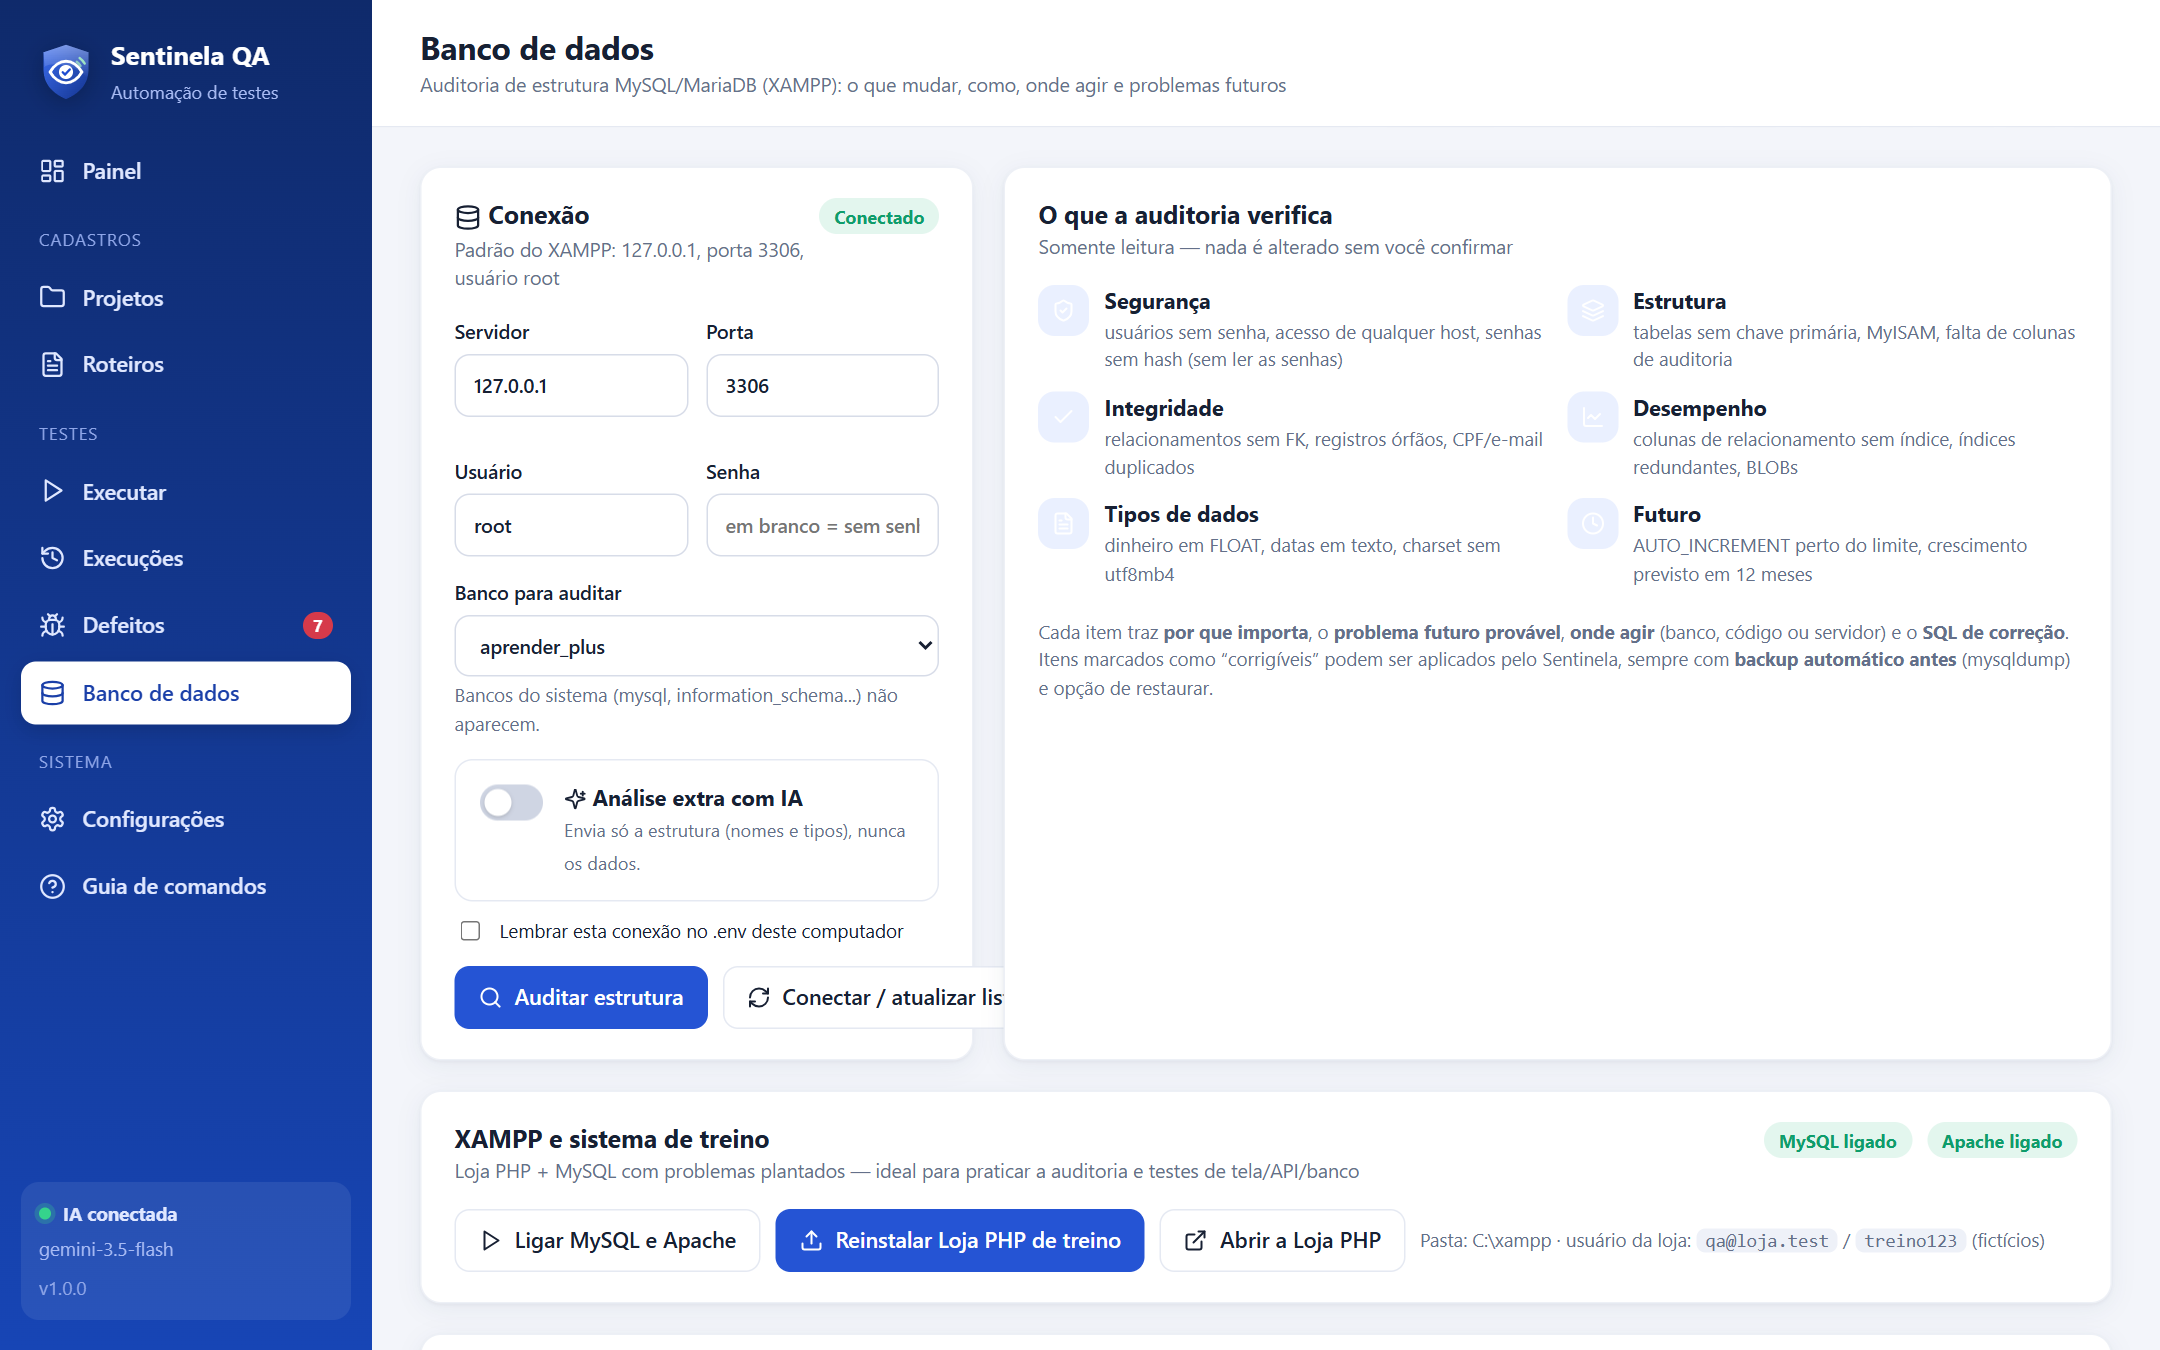 Sentinela QA
Automação de testes
Painel
CADASTROS
Projetos
Roteiros
TESTES
Executar
Execuções
Defeitos 7
Banco de dados
SISTEMA
Configurações
Guia de comandos
IA conectada
gemini-3.5-flash
v1.0.0
Banco de dados
Auditoria de estrutura MySQL/MariaDB (XAMPP): o que mudar, como, onde agir e problemas futuros
Conexão
Conectado
Padrão do XAMPP: 127.0.0.1, porta 3306,
usuário root
Servidor Porta
127.0.0.1 3306
Usuário Senha
root em branco = sem senl
Banco para auditar
aprender_plus
Bancos do sistema (mysql, information_schema...) não
aparecem.
Análise extra com IA
Envia só a estrutura (nomes e tipos), nunca
os dados.
Lembrar esta conexão no .env deste computador
Auditar estrutura Conectar / atualizar lis
O que a auditoria verifica
Somente leitura — nada é alterado sem você confirmar
Segurança
usuários sem senha, acesso de qualquer host, senhas
sem hash (sem ler as senhas)
Estrutura
tabelas sem chave primária, MyISAM, falta de colunas
de auditoria
Integridade
relacionamentos sem FK, registros órfãos, CPF/e-mail
duplicados
Desempenho
colunas de relacionamento sem índice, índices
redundantes, BLOBs
Tipos de dados
dinheiro em FLOAT, datas em texto, charset sem
utf8mb4
Futuro
AUTO_INCREMENT perto do limite, crescimento
previsto em 12 meses
Cada item traz por que importa, o problema futuro provável, onde agir (banco, código ou servidor) e o SQL de correção.
Itens marcados como “corrigíveis” podem ser aplicados pelo Sentinela, sempre com backup automático antes (mysqldump)
e opção de restaurar.
XAMPP e sistema de treino
MySQL ligado Apache ligado
Loja PHP + MySQL com problemas plantados — ideal para praticar a auditoria e testes de tela/API/banco
Ligar MySQL e Apache Reinstalar Loja PHP de treino Abrir a Loja PHP Pasta: C:\xampp · usuário da loja: qa@loja.test / treino123 (fictícios)